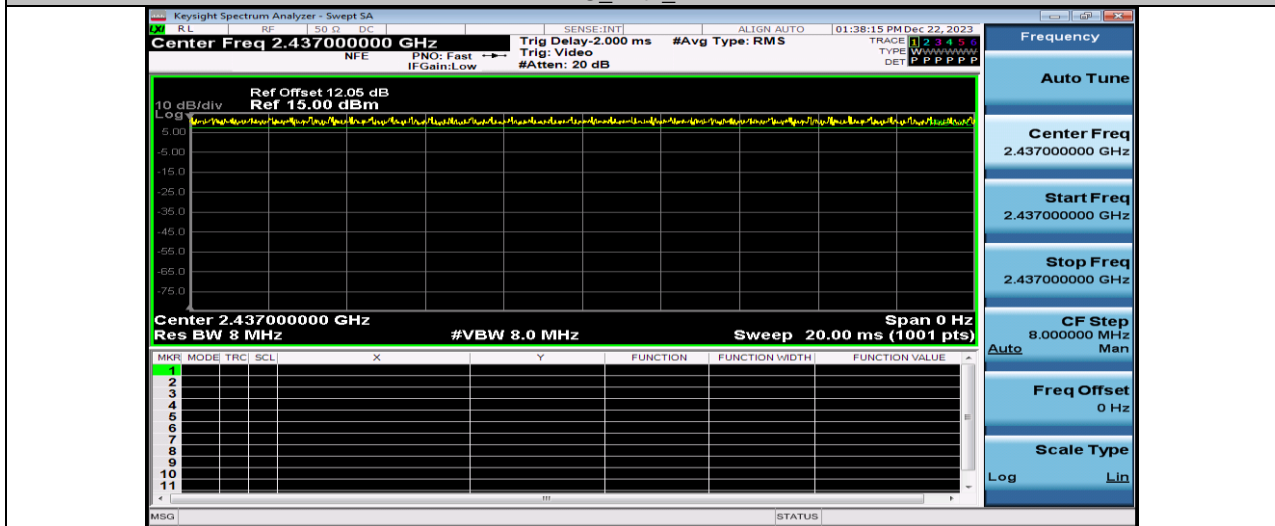 Keysight Spectrum Analyzer - Swept SA
LXI RL RF 50 Ω DC SENSE:INT ALIGN AUTO 01:38:15 PM Dec 22, 2023
Center Freq 2.437000000 GHz
NFE PNO: Fast IFGain:Low
Trig Delay-2.000 ms #Avg Type: RMS
Trig: Video
#Atten: 20 dB
TRACE 1 2 3 4 5 6
TYPE WWWWWW
DET P P P P P P
Ref Offset 12.05 dB
10 dB/div Ref 15.00 dBm
Log
5.00
-5.00
-15.0
-25.0
-35.0
-45.0
-55.0
-65.0
-75.0
Center 2.437000000 GHz Span 0 Hz
Res BW 8 MHz #VBW 8.0 MHz Sweep 20.00 ms (1001 pts)
MKR MODE TRC SCL X Y FUNCTION FUNCTION WIDTH FUNCTION VALUE
1
2
3
4
5
6
7
8
9
10
11
MSG STATUS
Frequency
Auto Tune
Center Freq
2.437000000 GHz
Start Freq
2.437000000 GHz
Stop Freq
2.437000000 GHz
CF Step
8.000000 MHz
Auto Man
Freq Offset
0 Hz
Scale Type
Log Lin